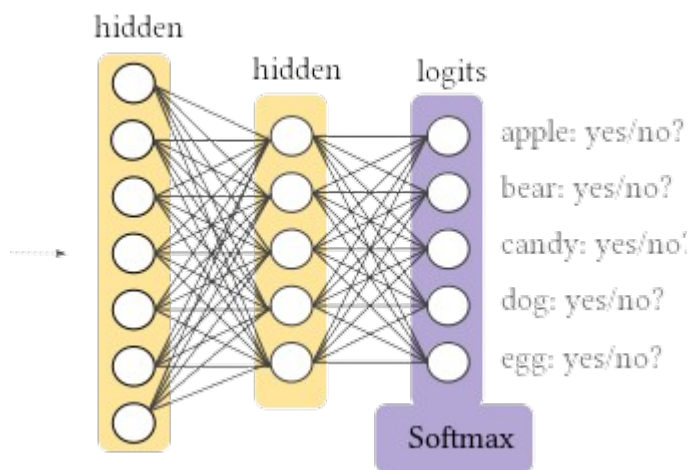 hidden
hidden
logits
apple: yes/no?
bear: yes/no?
candy: yes/no?
dog: yes/no?
egg: yes/no?
Softmax